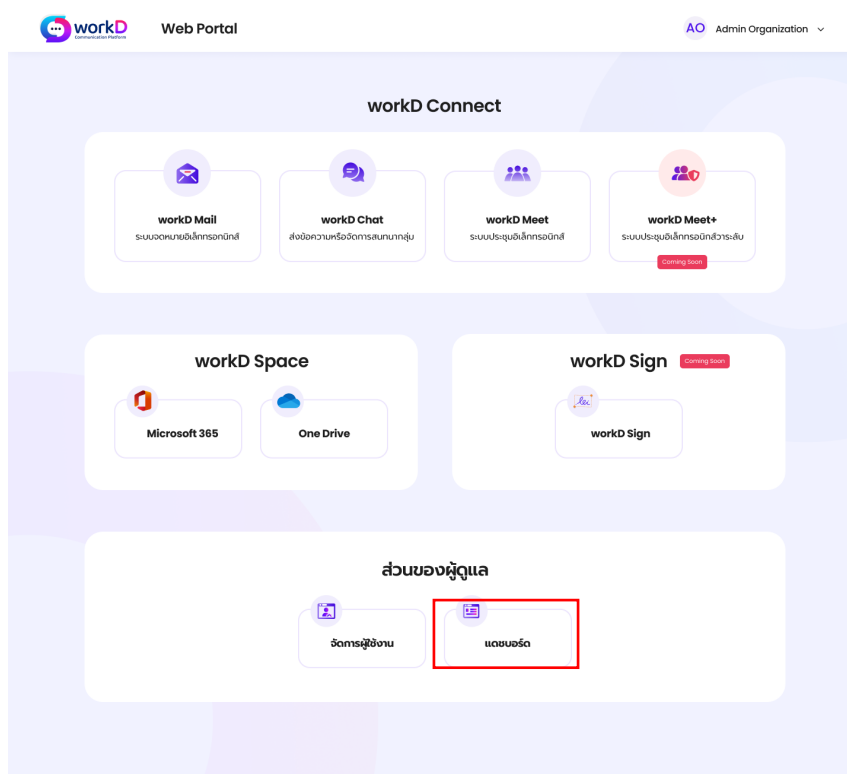 workD
Communication Platform
Web Portal
AO Admin Organization
workD Connect
workD Mail
ระบบจดหมายอิเล็กทรอกนิกส์
workD Chat
ส่งข้อความหรือจัดการสนทนากลุ่ม
workD Meet
ระบบประชุมอิเล็กทรอนิกส์
workD Meet+
ระบบประชุมอิเล็กทรอนิกส์วาระลับ
Coming Soon
workD Space
Microsoft 365
One Drive
workD Sign
Coming Soon
workD Sign
ส่วนของผู้ดูแล
จัดการผู้ใช้งาน
แดชบอร์ด